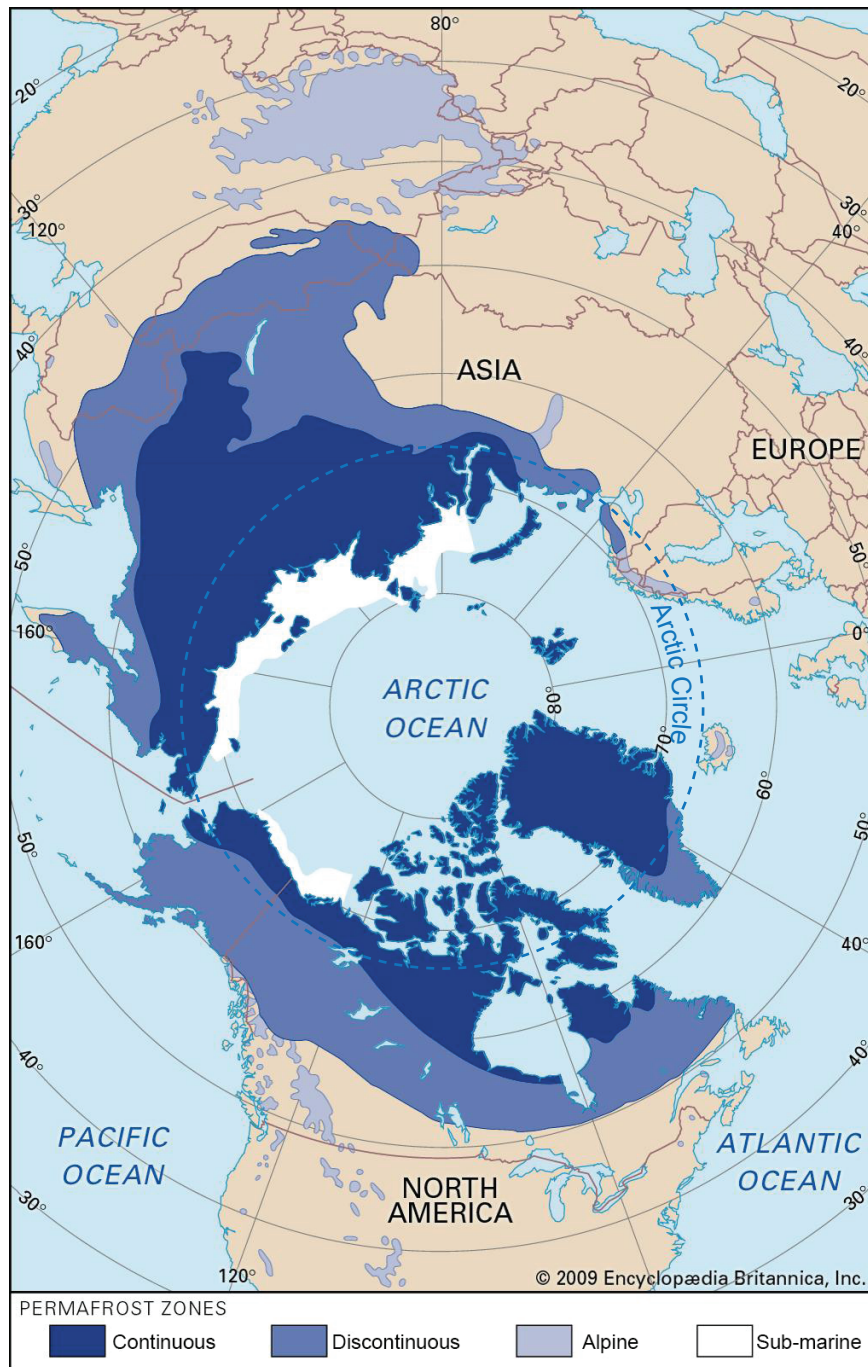 80°
20°
20°
30°
120°
30°
40°
40°
ASIA
40°
EUROPE
50°
50°
160°
0°
Arctic Circle
ARCTIC
OCEAN
80°
70°
60°
50°
50°
160°
40°
40°
40°
PACIFIC
OCEAN
ATLANTIC
OCEAN
NORTH
AMERICA
30°
30°
120°
© 2009 Encyclopædia Britannica, Inc.
PERMAFROST ZONES
Continuous
Discontinuous
Alpine
Sub-marine